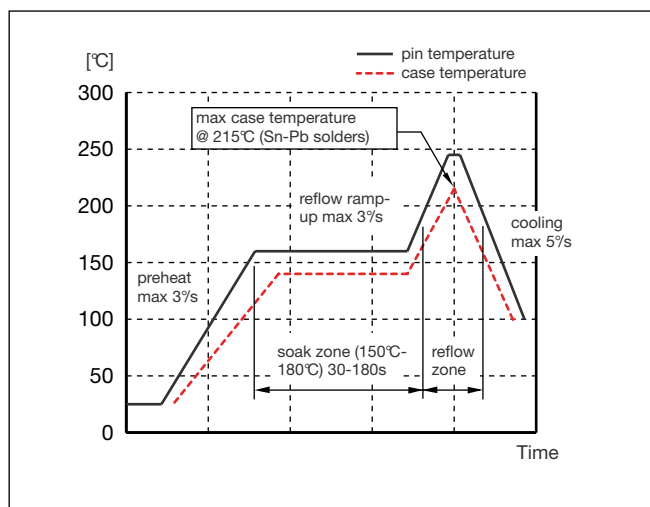 [℃]
pin temperature
case temperature
300
250
200
150
100
50
0
max case temperature
@ 215℃ (Sn-Pb solders)
reflow ramp-
up max 3°/s
cooling
max 5°/s
preheat
max 3°/s
soak zone (150℃-
180℃) 30-180s
reflow
zone
Time